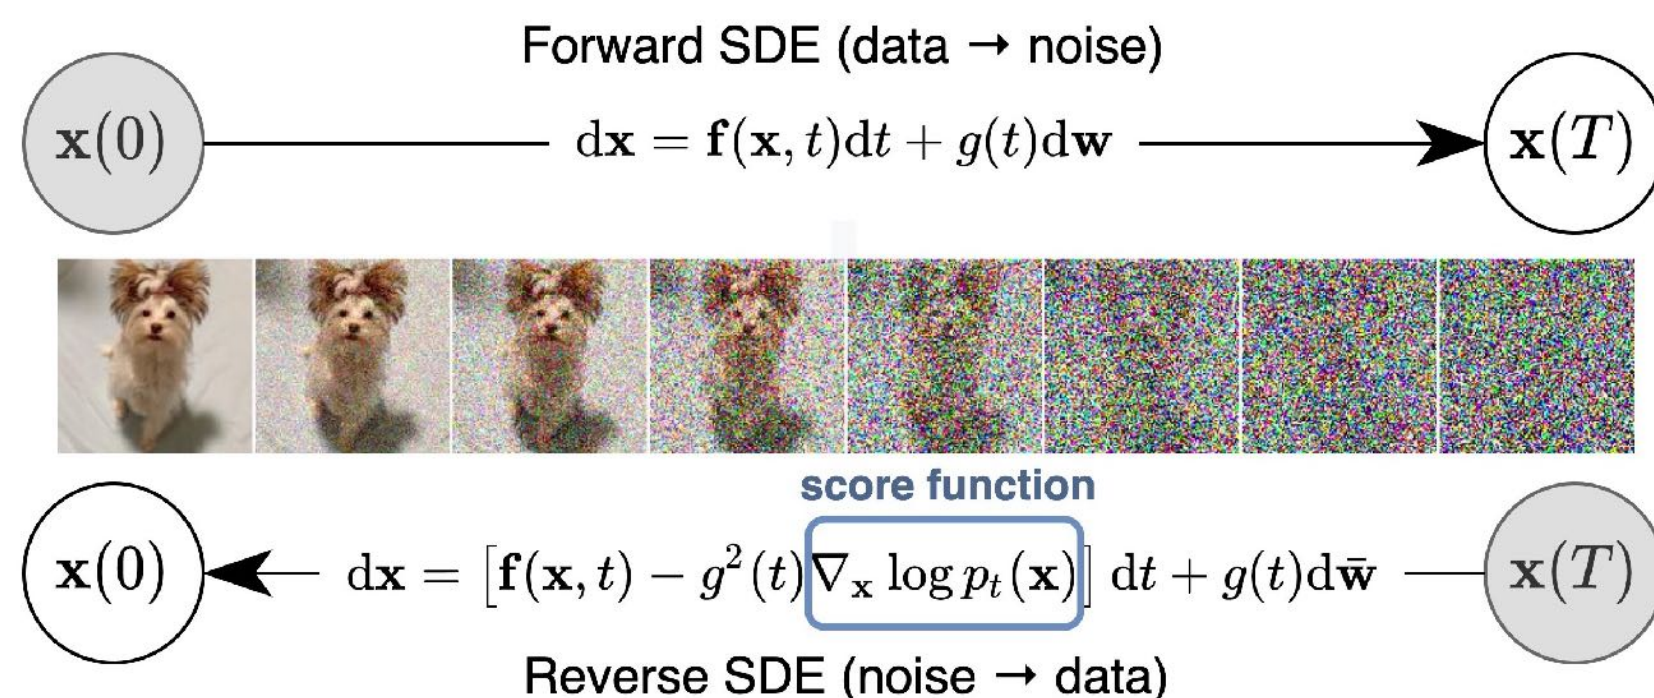 Forward SDE (data → noise)
x(0) dx = f(x, t)dt + g(t)dw x(T)
score function
x(0) dx = [f(x, t) − g²(t)∇ₓ log pₜ(x)] dt + g(t)dw̄ x(T)
Reverse SDE (noise → data)